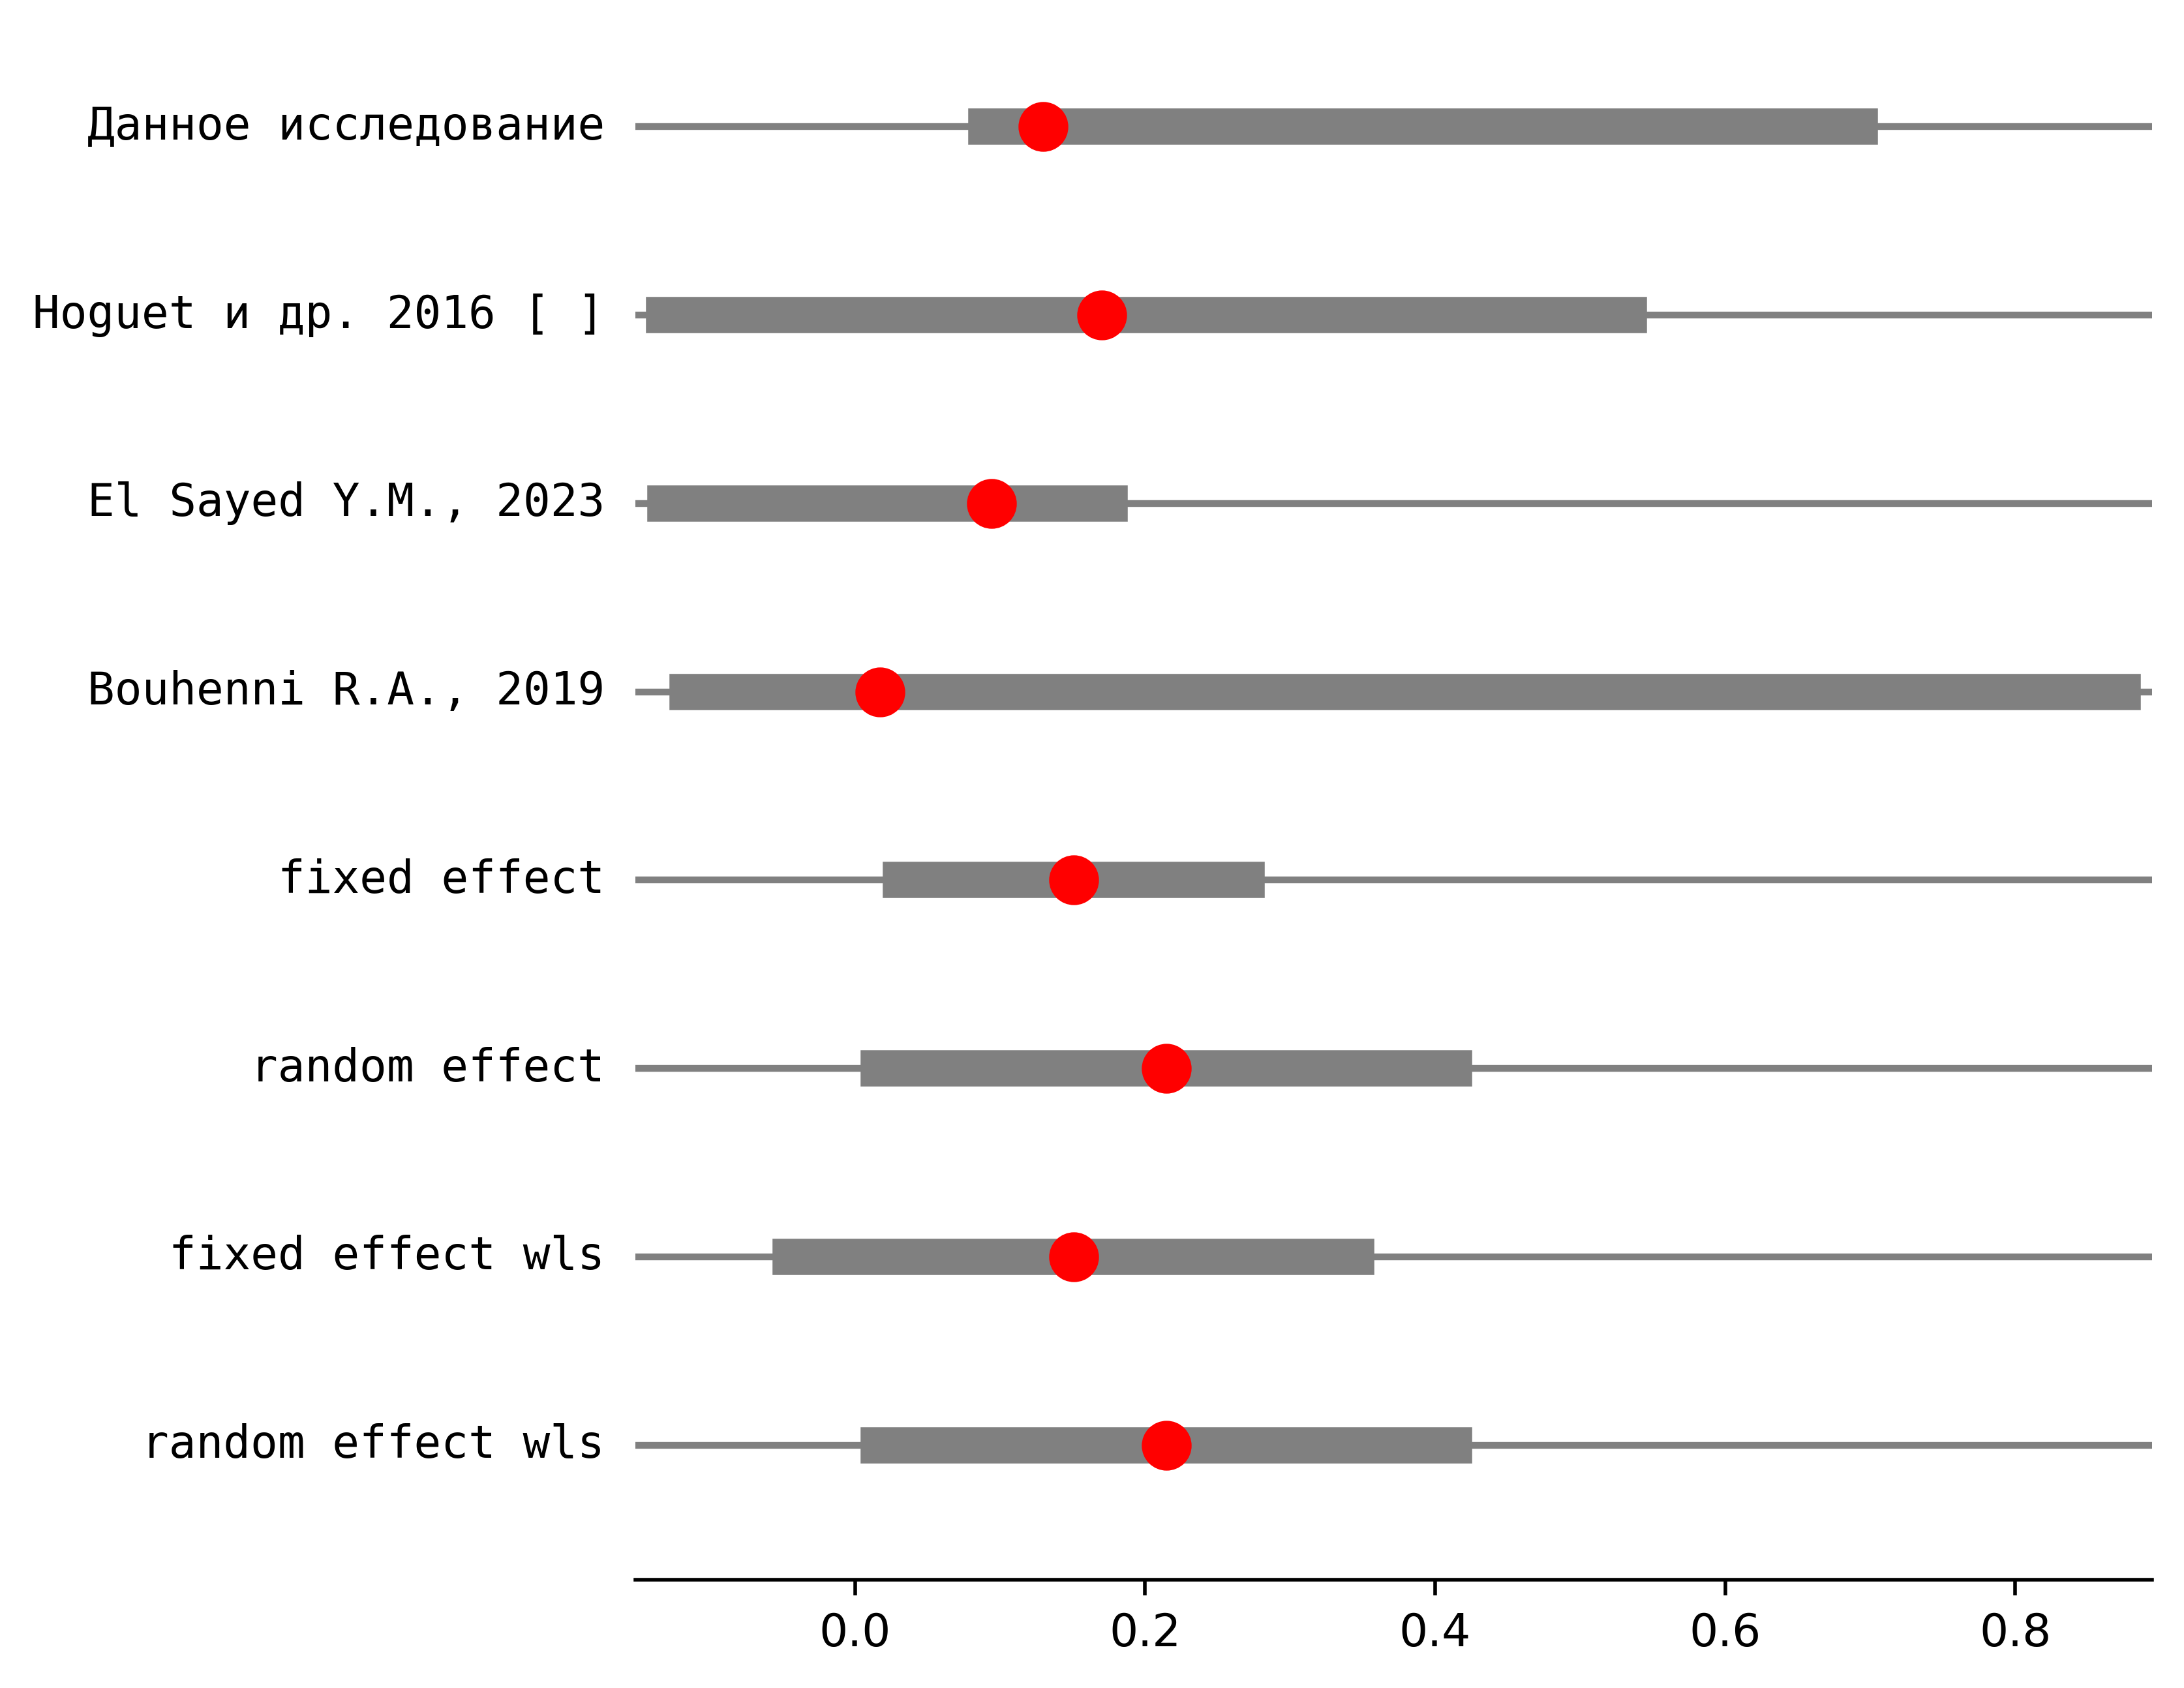 Данное исследование
Hoguet и др. 2016 [ ]
El Sayed Y.M., 2023
Bouhenni R.A., 2019
fixed effect
random effect
fixed effect wls
random effect wls
0.0 0.2 0.4 0.6 0.8